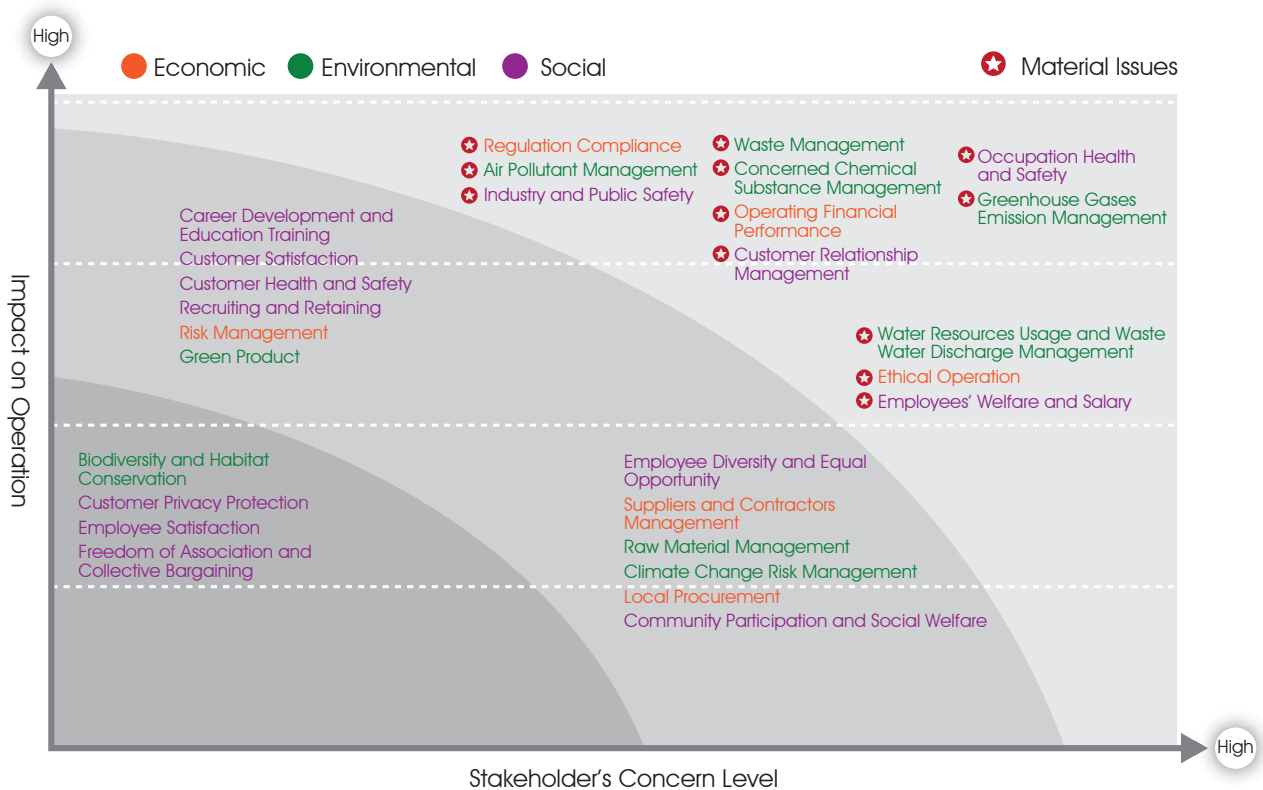 High
Economic
Environmental
Social
Material Issues
Regulation Compliance
Air Pollutant Management
Industry and Public Safety
Waste Management
Concerned Chemical
Substance Management
Operating Financial
Performance
Customer Relationship
Management
Occupation Health
and Safety
Greenhouse Gases
Emission Management
Career Development and
Education Training
Customer Satisfaction
Customer Health and Safety
Recruiting and Retaining
Risk Management
Green Product
Water Resources Usage and Waste
Water Discharge Management
Ethical Operation
Employees' Welfare and Salary
Impact on Operation
Biodiversity and Habitat
Conservation
Customer Privacy Protection
Employee Satisfaction
Freedom of Association and
Collective Bargaining
Employee Diversity and Equal
Opportunity
Suppliers and Contractors
Management
Raw Material Management
Climate Change Risk Management
Local Procurement
Community Participation and Social Welfare
High
Stakeholder's Concern Level